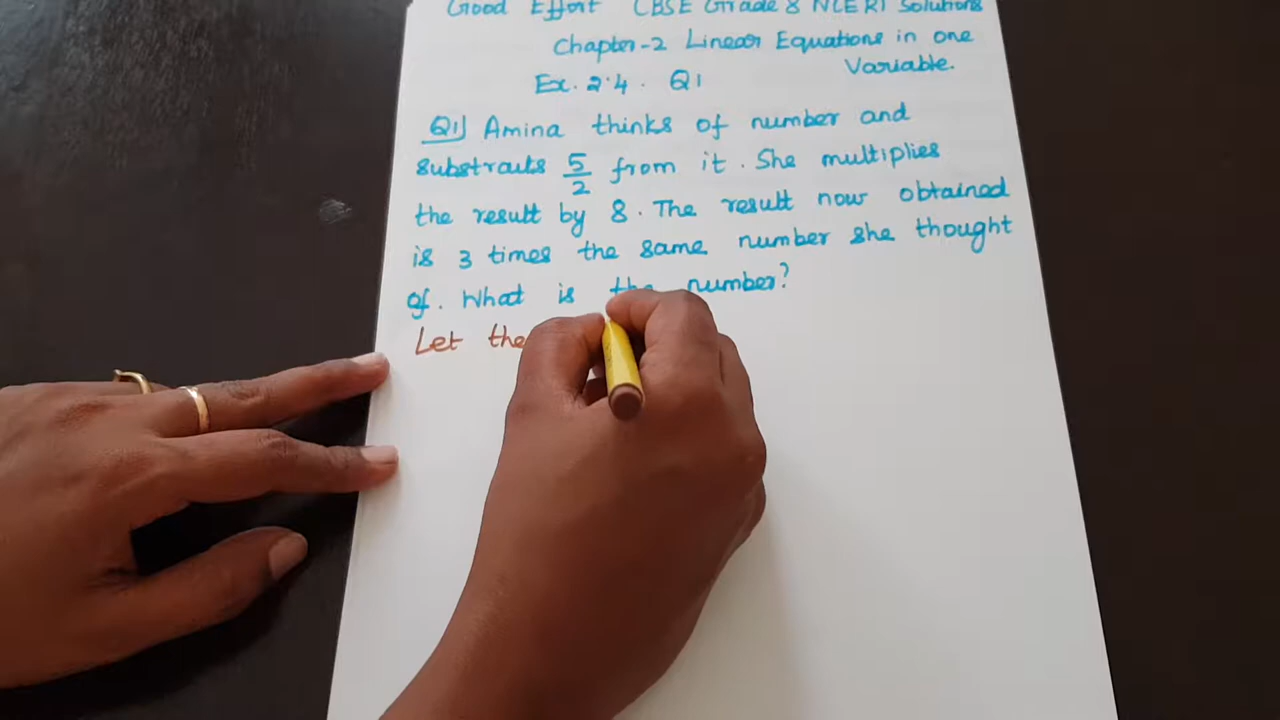 Good Effort CBSE Grade 8 NCERT Solutions
Chapter-2 Linear Equations in one
Variable.
Ex. 2.4. Q1
Q1] Amina thinks of number and
substraits 5/2 from it. She multiplies
the result by 8. The result now obtained
is 3 times the same number she thought
of. What is the number?
Let the